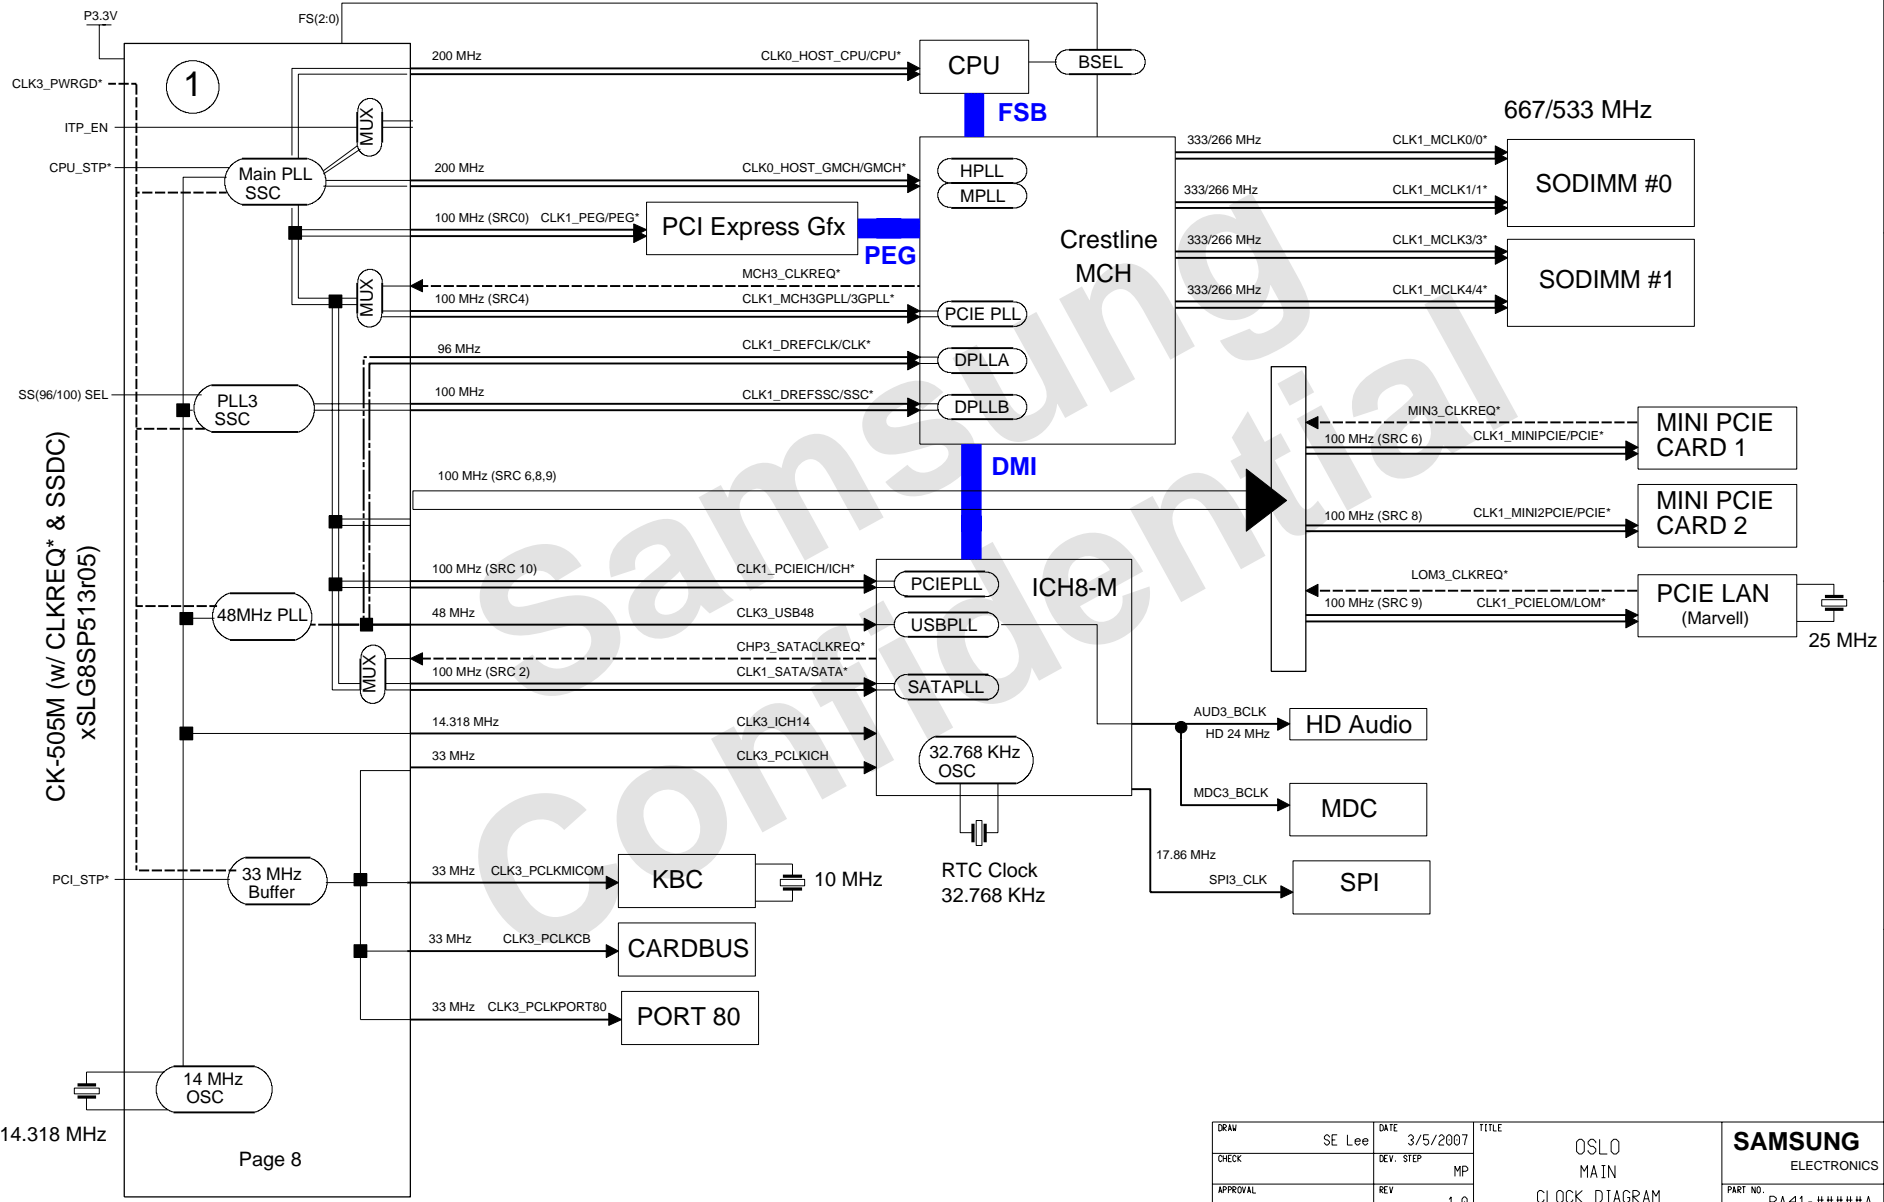 P3.3V
FS(2:0)
CLK3_PWRGD*
ITP_EN
CPU_STP*
SS(96/100) SEL
CK-505M (w/ CLKREQ* & SSDC)
xSLG8SP513r05)
PCI_STP*
14.318 MHz
1
MUX
Main PLL
SSC
MUX
PLL3
SSC
48MHz PLL
MUX
33 MHz
Buffer
14 MHz
OSC
Page 8
200 MHz CLK0_HOST_CPU/CPU*
CPU
BSEL
FSB
200 MHz CLK0_HOST_GMCH/GMCH*
HPLL
MPLL
100 MHz (SRC0) CLK1_PEG/PEG*
PCI Express Gfx
PEG
Crestline
MCH
MCH3_CLKREQ*
100 MHz (SRC4) CLK1_MCH3GPLL/3GPLL*
PCIE PLL
96 MHz CLK1_DREFCLK/CLK*
DPLLA
100 MHz CLK1_DREFSSC/SSC*
DPLLB
DMI
100 MHz (SRC 6,8,9)
667/533 MHz
333/266 MHz CLK1_MCLK0/0*
333/266 MHz CLK1_MCLK1/1*
SODIMM #0
333/266 MHz CLK1_MCLK3/3*
333/266 MHz CLK1_MCLK4/4*
SODIMM #1
MIN3_CLKREQ*
100 MHz (SRC 6) CLK1_MINIPCIE/PCIE*
MINI PCIE
CARD 1
100 MHz (SRC 8) CLK1_MINI2PCIE/PCIE*
MINI PCIE
CARD 2
LOM3_CLKREQ*
100 MHz (SRC 9) CLK1_PCIELOM/LOM*
PCIE LAN
(Marvell)
25 MHz
100 MHz (SRC 10) CLK1_PCIEICH/ICH*
PCIEPLL
ICH8-M
48 MHz CLK3_USB48
USBPLL
CHP3_SATACLKREQ*
100 MHz (SRC 2) CLK1_SATA/SATA*
SATAPLL
14.318 MHz CLK3_ICH14
33 MHz CLK3_PCLKICH
32.768 KHz
OSC
RTC Clock
32.768 KHz
AUD3_BCLK
HD 24 MHz
HD Audio
MDC3_BCLK
MDC
17.86 MHz
SPI3_CLK
SPI
33 MHz CLK3_PCLKMICOM
KBC
10 MHz
33 MHz CLK3_PCLKCB
CARDBUS
33 MHz CLK3_PCLKPORT80
PORT 80
Samsung
Confidential
DRAW SE Lee
DATE 3/5/2007
TITLE
OSLO
MAIN
CLOCK DIAGRAM
CHECK
DEV. STEP MP
APPROVAL
REV 1.0
SAMSUNG
ELECTRONICS
PART NO.
BA41-#####A